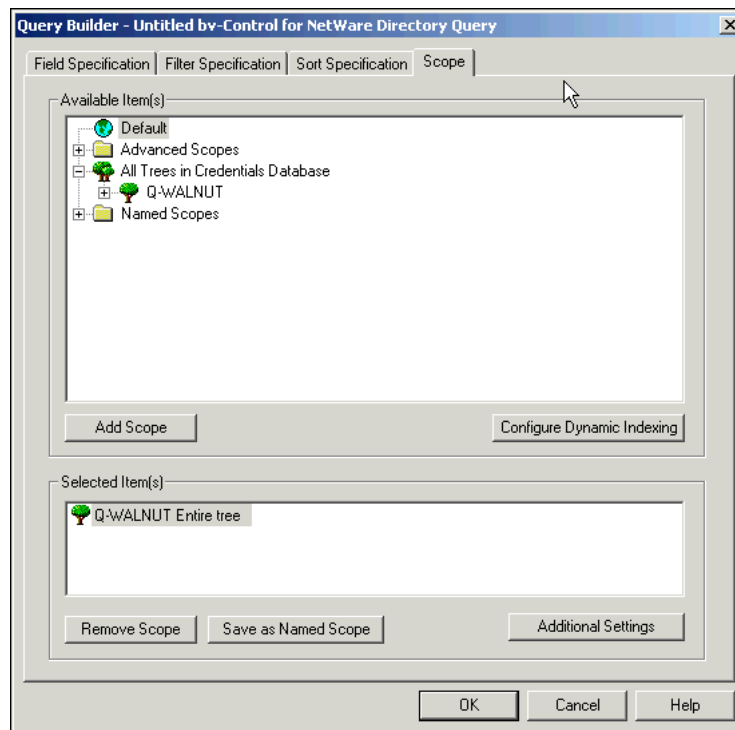 Query Builder - Untitled bv-Control for NetWare Directory Query
Field Specification Filter Specification Sort Specification Scope
Available Item(s)
Default
Advanced Scopes
All Trees in Credentials Database
Q-WALNUT
Named Scopes
Add Scope Configure Dynamic Indexing
Selected Item(s)
Q-WALNUT Entire tree
Remove Scope Save as Named Scope Additional Settings
OK Cancel Help